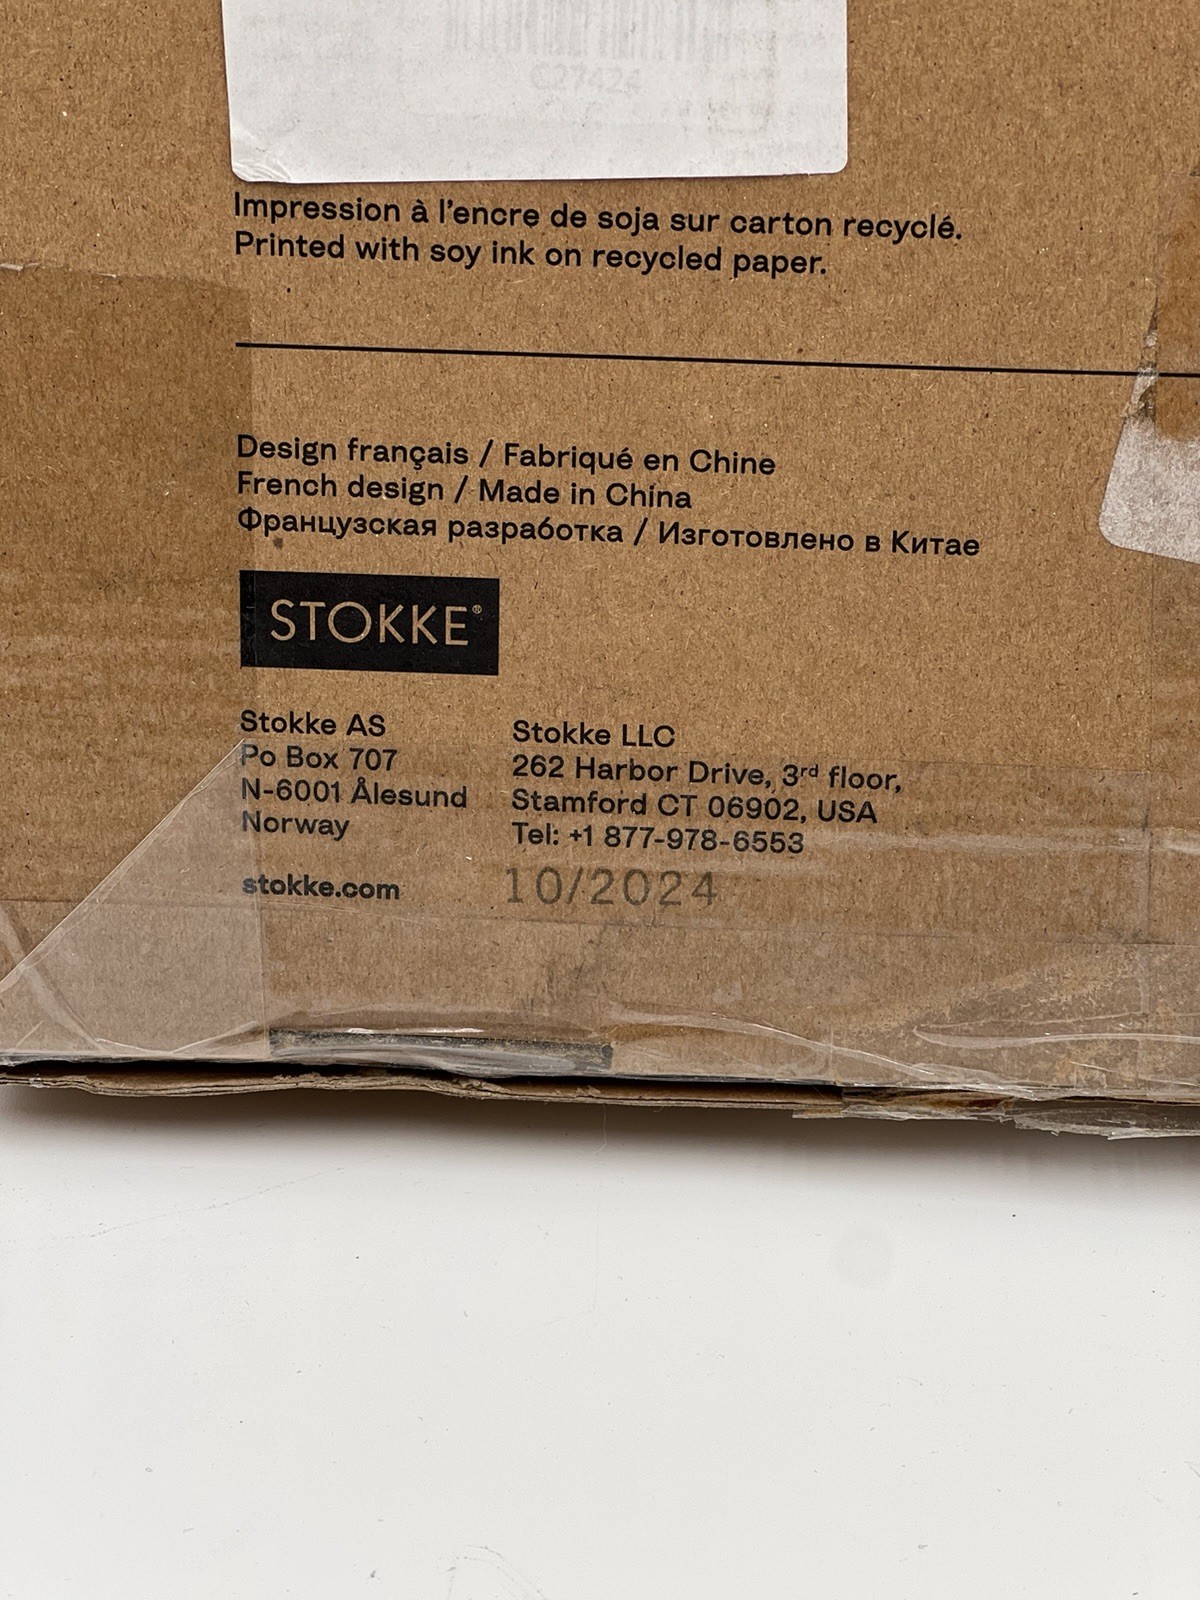 Impression à l'encre de soja sur carton recyclé.
Printed with soy ink on recycled paper.
Design français / Fabriqué en Chine
French design / Made in China
Французская разработка / Изготовлено в Китае
STOKKE®
Stokke AS
Po Box 707
N-6001 Ålesund
Norway
stokke.com
Stokke LLC
262 Harbor Drive, 3rd floor,
Stamford CT 06902, USA
Tel: +1 877-978-6553
10/2024